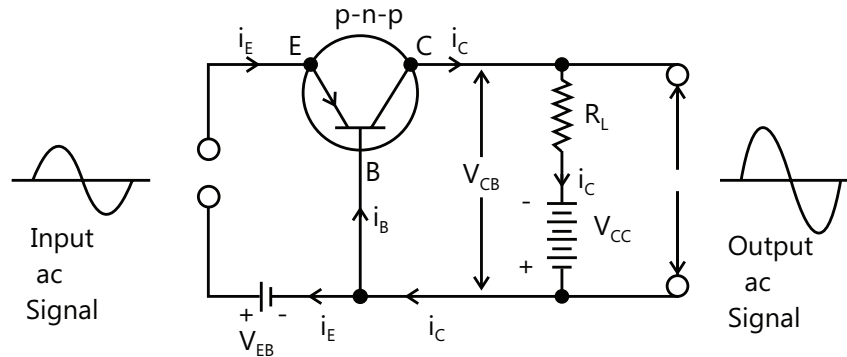 p-n-p
i_E E C i_C
R_L
B V_CB i_C
- V_CC
i_B
+
Input
ac
Signal
Output
ac
Signal
+ - i_E i_C
V_EB